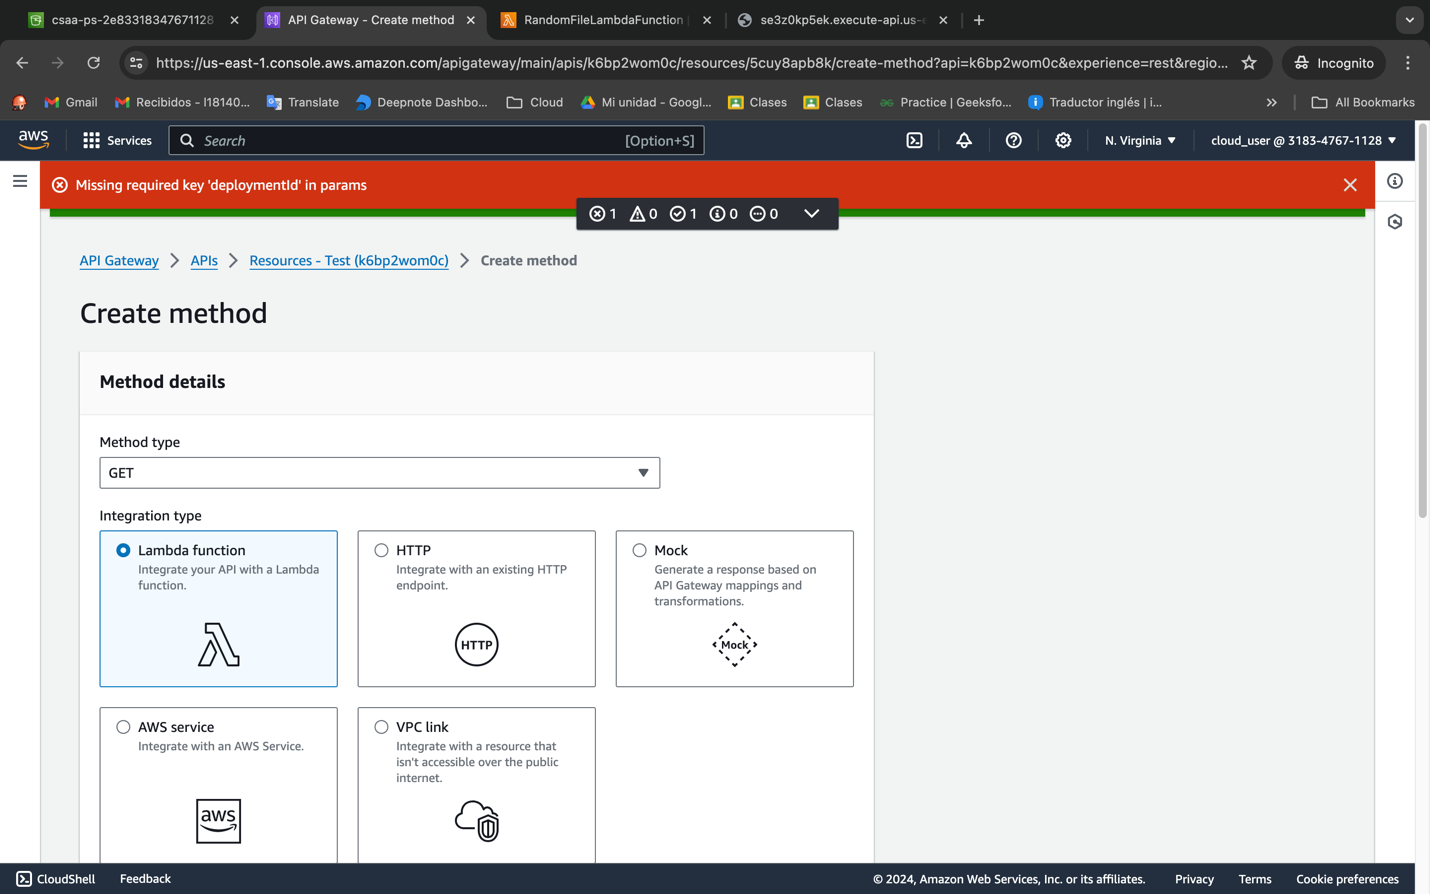 csaa-ps-2e83318347671128
API Gateway - Create method
RandomFileLambdaFunction
se3z0kp5ek.execute-api.us-e
https://us-east-1.console.aws.amazon.com/apigateway/main/apis/k6bp2wom0c/resources/5cuy8apb8k/create-method?api=k6bp2wom0c&experience=rest&regio...
Incognito
Gmail
Recibidos - l18140...
Translate
Deepnote Dashbo...
Cloud
Mi unidad - Googl...
Clases
Clases
Practice | Geeksfo...
Traductor inglés | i...
All Bookmarks
aws
Services
Search
[Option+S]
N. Virginia
cloud_user @ 3183-4767-1128
Missing required key 'deploymentId' in params
1 0 1 0 0
API Gateway > APIs > Resources - Test (k6bp2wom0c) > Create method
Create method
Method details
Method type
GET
Integration type
Lambda function
Integrate your API with a Lambda
function.
HTTP
Integrate with an existing HTTP
endpoint.
HTTP
Mock
Generate a response based on
API Gateway mappings and
transformations.
Mock
AWS service
Integrate with an AWS Service.
aws
VPC link
Integrate with a resource that
isn't accessible over the public
internet.
CloudShell
Feedback
© 2024, Amazon Web Services, Inc. or its affiliates.
Privacy
Terms
Cookie preferences